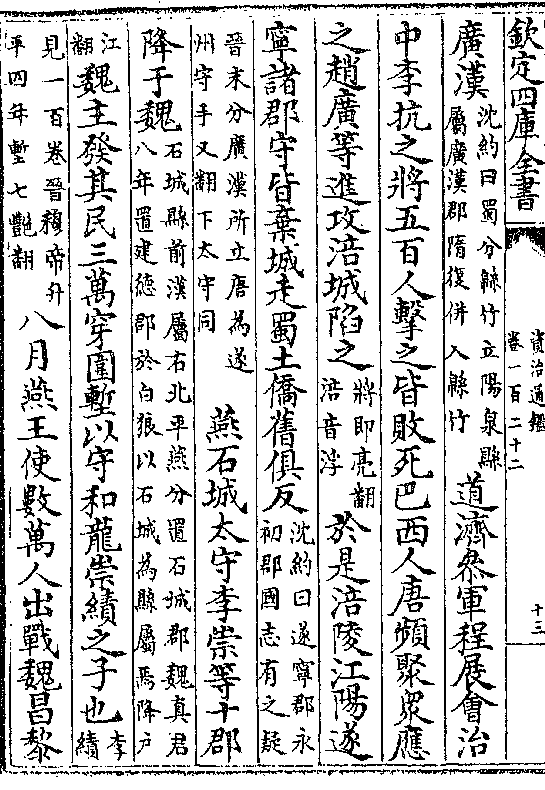 欽定四庫全書
資治通鑑
卷一百二十二
十三
廣漢
沈約曰蜀分緜竹立陽泉縣
屬廣漢郡隋復併入緜竹
道濟叅軍程展會治
中李抗之將五百人擊之皆敗死巴西人唐頻聚眾應
之趙廣等進攻涪城陷之
將即亮翻
涪音浮
於是涪陵江陽遂
寧諸郡守皆棄城走蜀土僑舊俱反
沈約曰遂寧郡永
初郡國志有之疑
晉末分廣漢所立唐為遂
州守手又翻下太守同
燕石城太守李崇等十郡
降于魏
石城縣前漢屬右北平燕分置石城郡魏真君
八年置建德郡於白狼以石城為縣屬焉降户
江
翻
魏主發其民三萬穿圍塹以守和龍崇績之子也
李
績
見一百卷晉穆帝升
平四年塹七艷翻
八月燕王使數萬人出戰魏昌黎